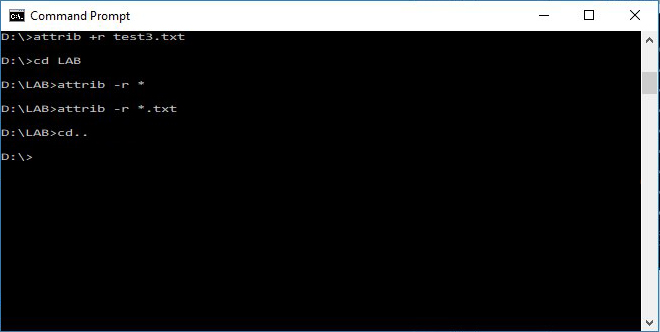 Command Prompt
D:\>attrib +r test3.txt
D:\>cd LAB
D:\LAB>attrib -r *
D:\LAB>attrib -r *.txt
D:\LAB>cd..
D:\>